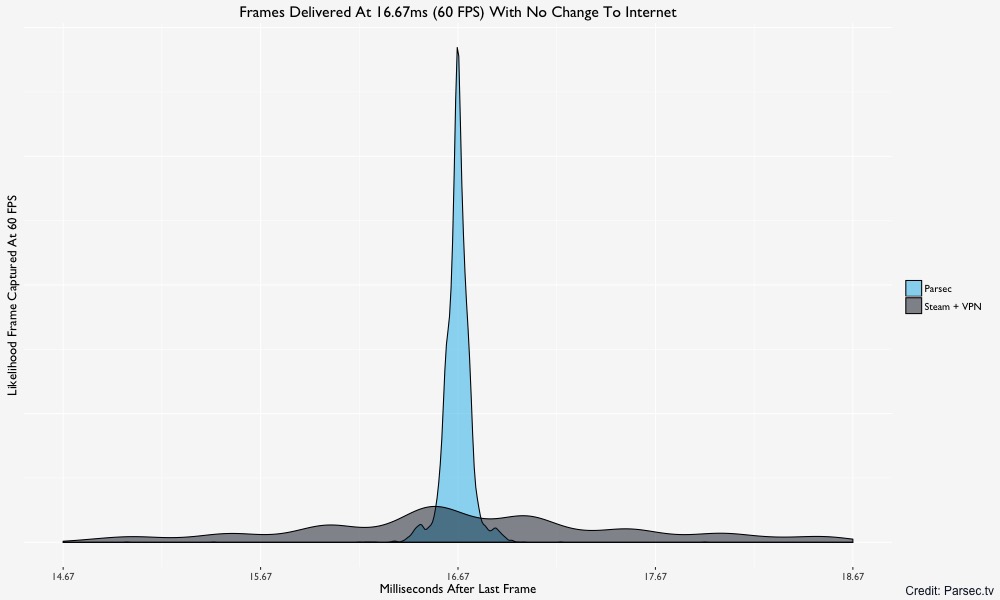 Frames Delivered At 16.67ms (60 FPS) With No Change To Internet
Likelihood Frame Captured At 60 FPS
Parsec
Steam + VPN
14.67
15.67
16.67
17.67
18.67
Milliseconds After Last Frame
Credit: Parsec.tv